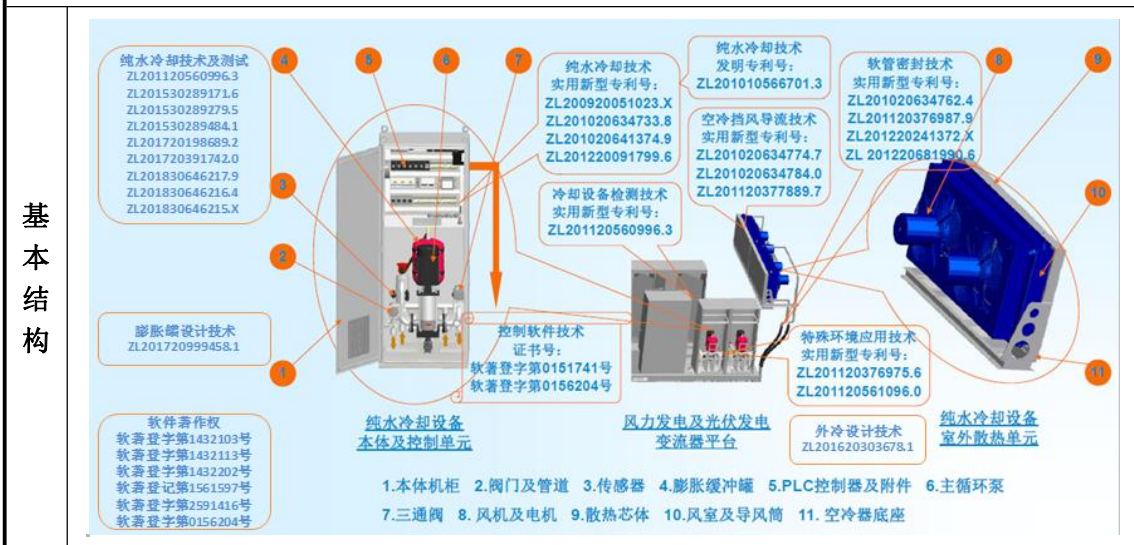 基本结构
纯水冷却技术及测试
ZL201120560996.3
ZL201530289171.6
ZL201530289279.5
ZL201530289484.1
ZL201720198689.2
ZL201720391742.0
ZL201830646217.9
ZL201830646216.4
ZL201830646215.X
膨胀罐设计技术
ZL201720999458.1
软件著作权
软著登字第1432103号
软著登字第1432113号
软著登字第1432202号
软著登记第1561597号
软著登字第2591416号
软著登字第0156204号
4
5
6
7
3
2
1
纯水冷却技术
实用新型专利号:
ZL200920051023.X
ZL201020634733.8
ZL201020641374.9
ZL201220091799.6
纯水冷却技术
发明专利号:
ZL201010566701.3
空冷挡风导流技术
实用新型专利号:
ZL201020634774.7
ZL201020634784.0
ZL201120377889.7
软管密封技术
实用新型专利号:
ZL201020634762.4
ZL201120376987.9
ZL201220241372.X
ZL 201220681990.6
8
9
10
11
冷却设备检测技术
实用新型专利号:
ZL201120560996.3
控制软件技术
证书号:
软著登字第0151741号
软著登字第0156204号
特殊环境应用技术
实用新型专利号:
ZL201120376975.6
ZL201120561096.0
外冷设计技术
ZL201620303678.1
纯水冷却设备
本体及控制单元
风力发电及光伏发电
变流器平台
纯水冷却设备
室外散热单元
1.本体机柜 2.阀门及管道 3.传感器 4.膨胀缓冲罐 5.PLC控制器及附件 6.主循环泵
7.三通阀 8. 风机及电机 9.散热芯体 10.风室及导风筒 11. 空冷器底座